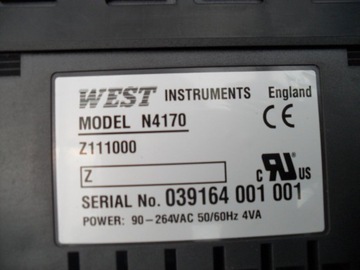 WEST INSTRUMENTS England
MODEL N4170
Z111000
Z
SERIAL No. 039164 001 001
POWER: 90-264VAC 50/60Hz 4VA
CE
c RU US